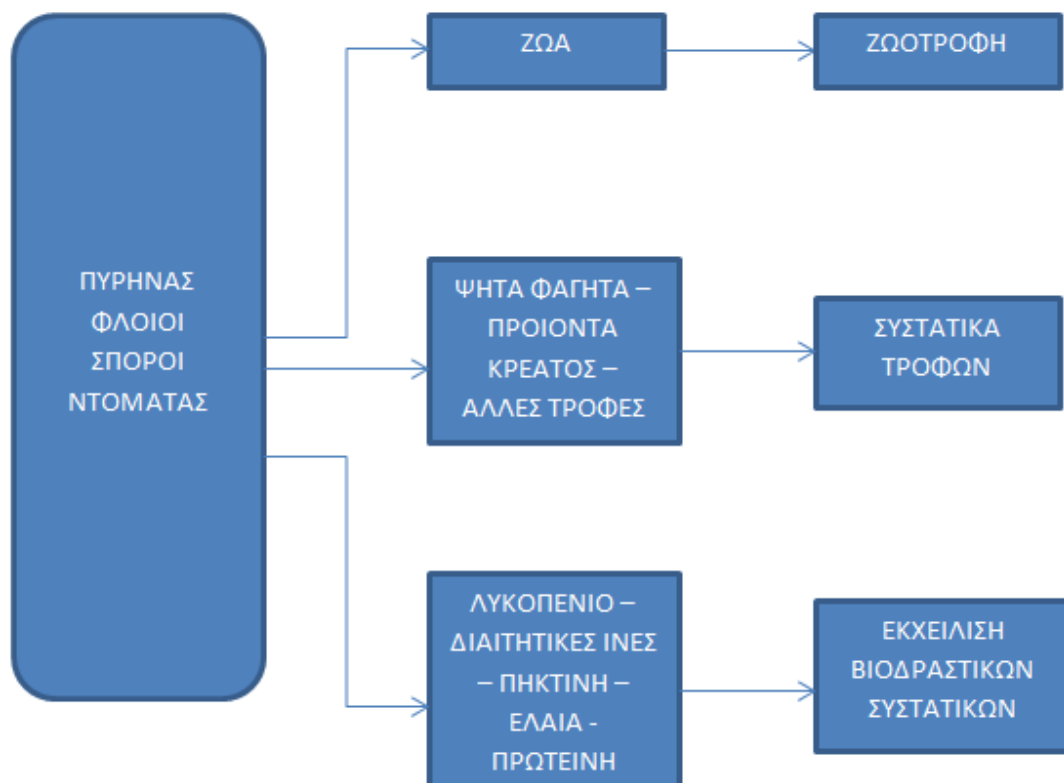 ΠΥΡΗΝΑΣ
ΦΛΟΙΟΙ
ΣΠΟΡΟΙ
ΝΤΟΜΑΤΑΣ
ΖΩΑ
ΖΩΟΤΡΟΦΗ
ΨΗΤΑ ΦΑΓΗΤΑ –
ΠΡΟΙΟΝΤΑ
ΚΡΕΑΤΟΣ –
ΑΛΛΕΣ ΤΡΟΦΕΣ
ΣΥΣΤΑΤΙΚΑ
ΤΡΟΦΩΝ
ΛΥΚΟΠΕΝΙΟ –
ΔΙΑΙΤΗΤΙΚΕΣ ΙΝΕΣ
– ΠΗΚΤΙΝΗ –
ΕΛΑΙΑ -
ΠΡΩΤΕΙΝΗ
ΕΚΧΕΙΛΙΣΗ
ΒΙΟΔΡΑΣΤΙΚΩΝ
ΣΥΣΤΑΤΙΚΩΝ